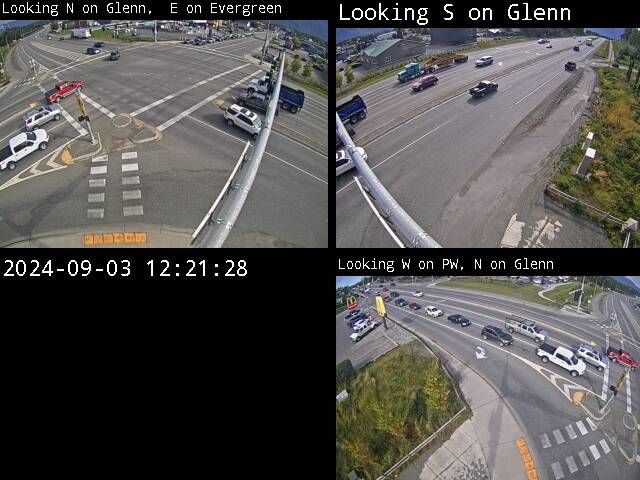 Looking N on Glenn, E on Evergreen
Looking S on Glenn
2024-09-03 12:21:28
Looking W on PW, N on Glenn